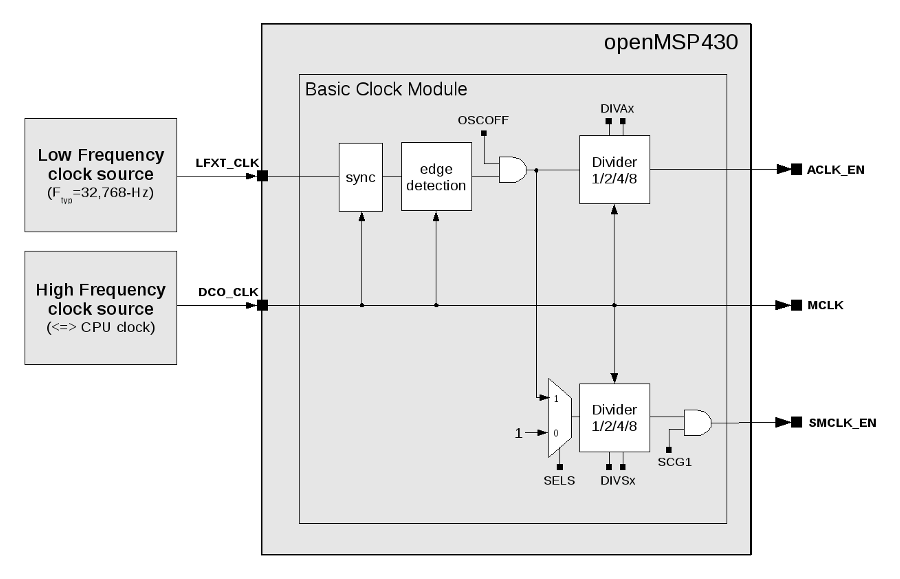 openMSP430
Basic Clock Module
OSCOFF
DIVAx
Low Frequency
clock source
(Ftyp=32,768-Hz)
LFXT_CLK
sync
edge
detection
Divider
1/2/4/8
ACLK_EN
High Frequency
clock source
(<=> CPU clock)
DCO_CLK
MCLK
1
1
0
Divider
1/2/4/8
SMCLK_EN
SELS
DIVSx
SCG1